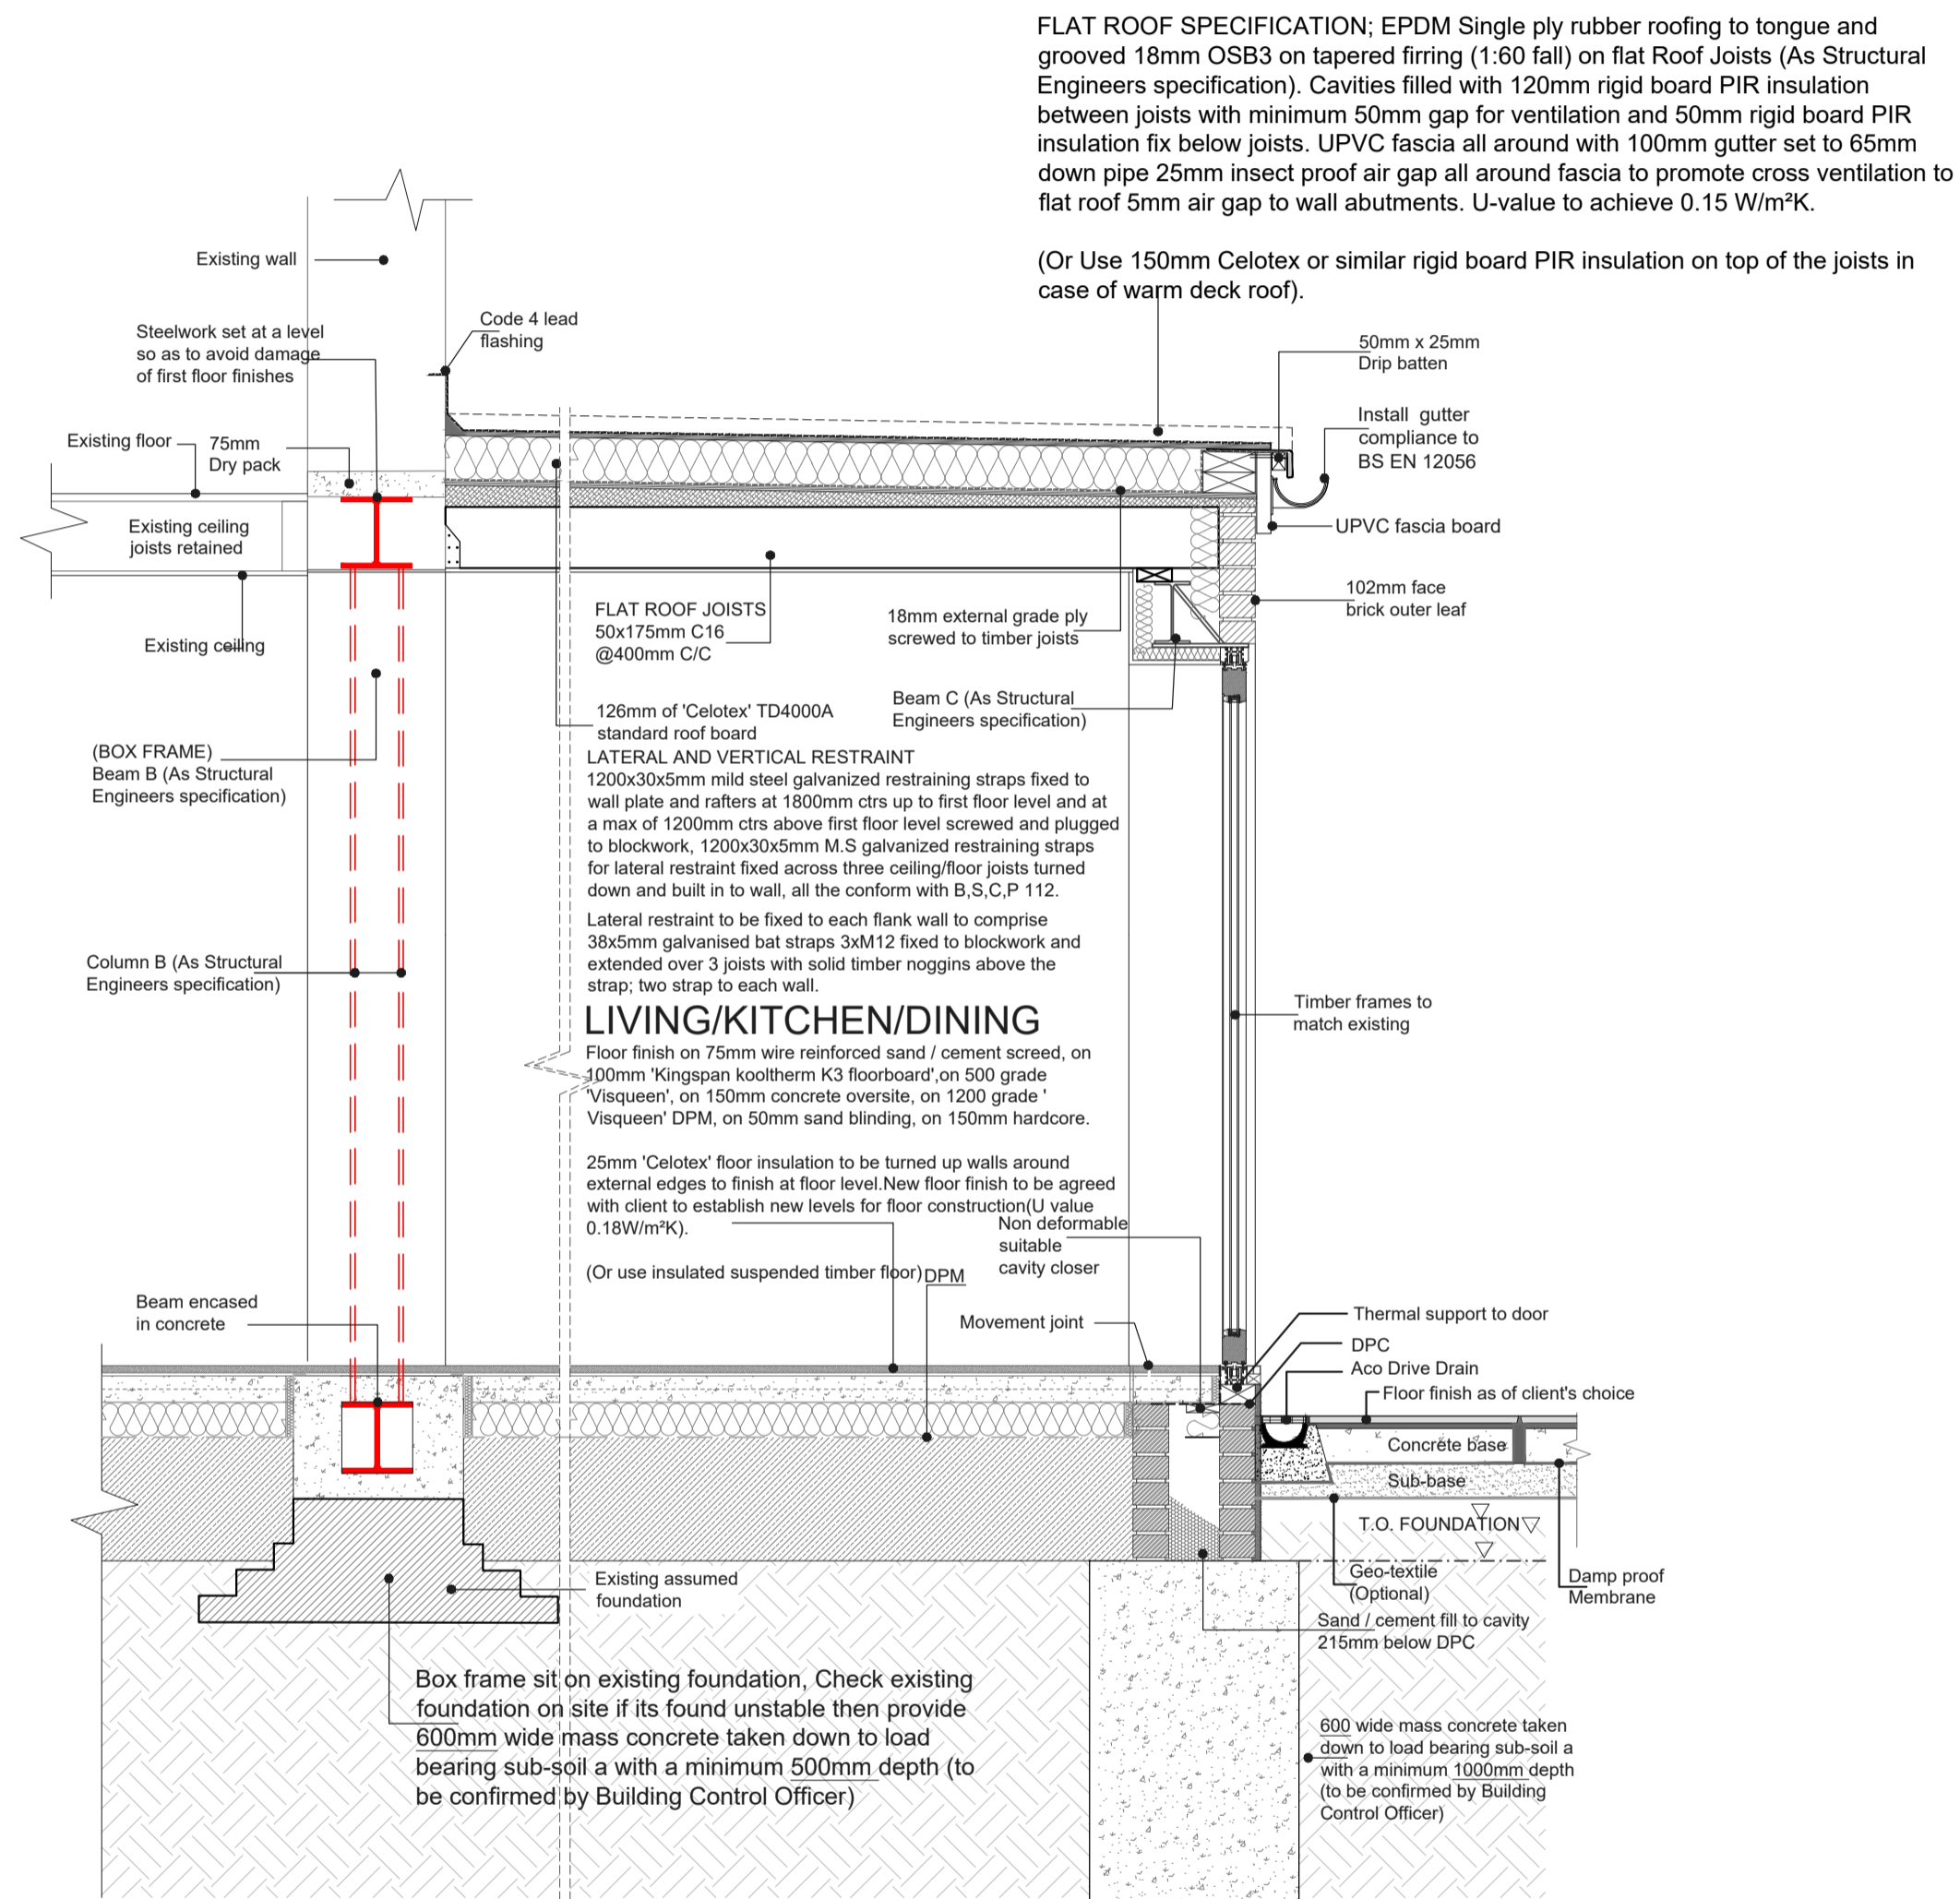 FLAT ROOF SPECIFICATION; EPDM Single ply rubber roofing to tongue and
grooved 18mm OSB3 on tapered firring (1:60 fall) on flat Roof Joists (As Structural
Engineers specification). Cavities filled with 120mm rigid board PIR insulation
between joists with minimum 50mm gap for ventilation and 50mm rigid board PIR
insulation fix below joists. UPVC fascia all around with 100mm gutter set to 65mm
down pipe 25mm insect proof air gap all around fascia to promote cross ventilation to
flat roof 5mm air gap to wall abutments. U-value to achieve 0.15 W/m²K.
(Or Use 150mm Celotex or similar rigid board PIR insulation on top of the joists in
case of warm deck roof).
Existing wall
Steelwork set at a level
so as to avoid damage
of first floor finishes
Code 4 lead
flashing
50mm x 25mm
Drip batten
Install gutter
compliance to
BS EN 12056
Existing floor
75mm
Dry pack
Existing ceiling
joists retained
UPVC fascia board
102mm face
brick outer leaf
Existing ceiling
FLAT ROOF JOISTS
50x175mm C16
@400mm C/C
18mm external grade ply
screwed to timber joists
126mm of 'Celotex' TD4000A
standard roof board
Beam C (As Structural
Engineers specification)
(BOX FRAME)
Beam B (As Structural
Engineers specification)
LATERAL AND VERTICAL RESTRAINT
1200x30x5mm mild steel galvanized restraining straps fixed to
wall plate and rafters at 1800mm ctrs up to first floor level and at
a max of 1200mm ctrs above first floor level screwed and plugged
to blockwork, 1200x30x5mm M.S galvanized restraining straps
for lateral restraint fixed across three ceiling/floor joists turned
down and built in to wall, all the conform with B,S,C,P 112.
Lateral restraint to be fixed to each flank wall to comprise
38x5mm galvanised bat straps 3xM12 fixed to blockwork and
extended over 3 joists with solid timber noggins above the
strap; two strap to each wall.
Column B (As Structural
Engineers specification)
LIVING/KITCHEN/DINING
Timber frames to
match existing
Floor finish on 75mm wire reinforced sand / cement screed, on
100mm 'Kingspan kooltherm K3 floorboard',on 500 grade
'Visqueen', on 150mm concrete oversite, on 1200 grade '
Visqueen' DPM, on 50mm sand blinding, on 150mm hardcore.
25mm 'Celotex' floor insulation to be turned up walls around
external edges to finish at floor level.New floor finish to be agreed
with client to establish new levels for floor construction(U value
0.18W/m²K).
(Or use insulated suspended timber floor)
DPM
Non deformable
suitable
cavity closer
Beam encased
in concrete
Movement joint
Thermal support to door
DPC
Aco Drive Drain
Floor finish as of client's choice
Concrete base
Sub-base
T.O. FOUNDATION
Geo-textile
(Optional)
Damp proof
Membrane
Existing assumed
foundation
Sand / cement fill to cavity
215mm below DPC
Box frame sit on existing foundation, Check existing
foundation on site if its found unstable then provide
600mm wide mass concrete taken down to load
bearing sub-soil a with a minimum 500mm depth (to
be confirmed by Building Control Officer)
600 wide mass concrete taken
down to load bearing sub-soil a
with a minimum 1000mm depth
(to be confirmed by Building
Control Officer)